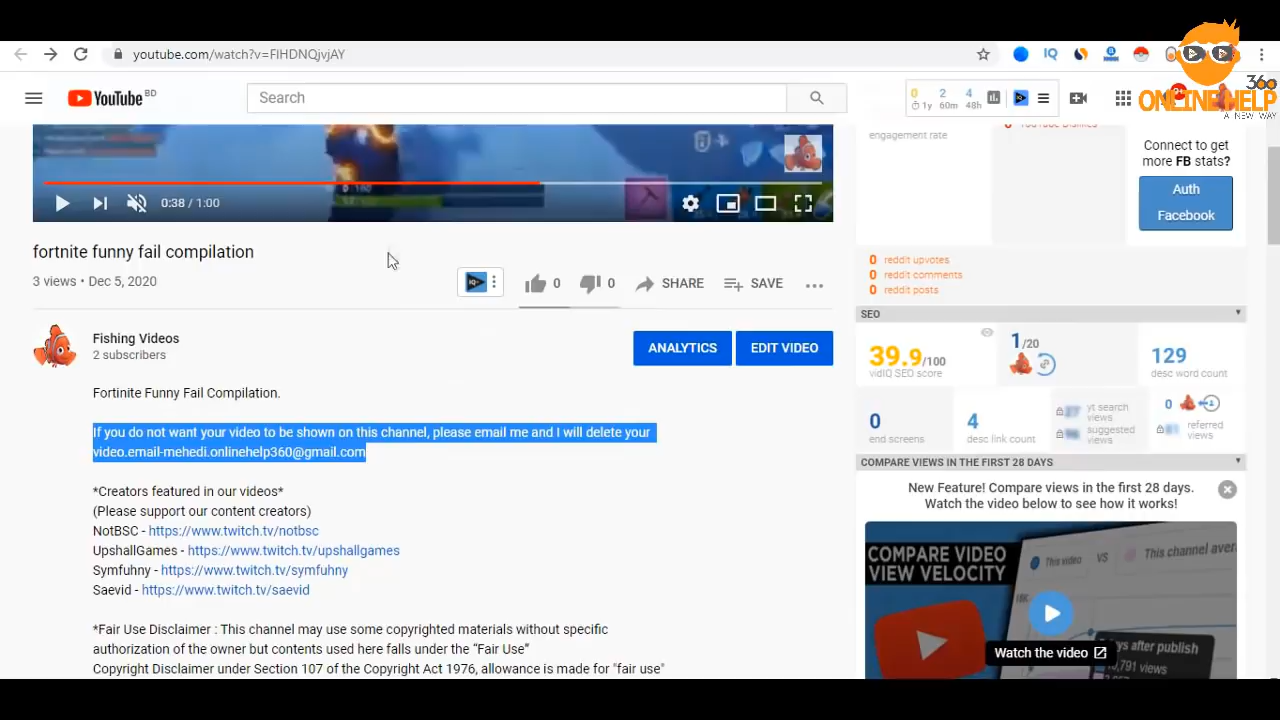 youtube.com/watch?v=FIHDNQjvjAY
IQ
360
ONLINEHELP
A NEW WAY
YouTube BD
Search
0 2 4
1y 60m 48h
9+
engagement rate
Connect to get
more FB stats?
Auth
Facebook
0:38 / 1:00
fortnite funny fail compilation
3 views • Dec 5, 2020
0 0 SHARE SAVE
0 reddit upvotes
0 reddit comments
0 reddit posts
SEO
39.9/100
vidIQ SEO score
1/20
129
desc word count
0
end screens
4
desc link count
yt search
views
suggested
views
0
referred
views
Fishing Videos
2 subscribers
ANALYTICS
EDIT VIDEO
Fortinite Funny Fail Compilation.
If you do not want your video to be shown on this channel, please email me and I will delete your
video.email-mehedi.onlinehelp360@gmail.com
*Creators featured in our videos*
(Please support our content creators)
NotBSC - https://www.twitch.tv/notbsc
UpshallGames - https://www.twitch.tv/upshallgames
Symfuhny - https://www.twitch.tv/symfuhny
Saevid - https://www.twitch.tv/saevid
*Fair Use Disclaimer : This channel may use some copyrighted materials without specific
authorization of the owner but contents used here falls under the “Fair Use”
Copyright Disclaimer under Section 107 of the Copyright Act 1976, allowance is made for "fair use"
COMPARE VIEWS IN THE FIRST 28 DAYS
New Feature! Compare views in the first 28 days.
Watch the video below to see how it works!
COMPARE VIDEO
VIEW VELOCITY
This video VS This channel aver
Watch the video
ays after publish